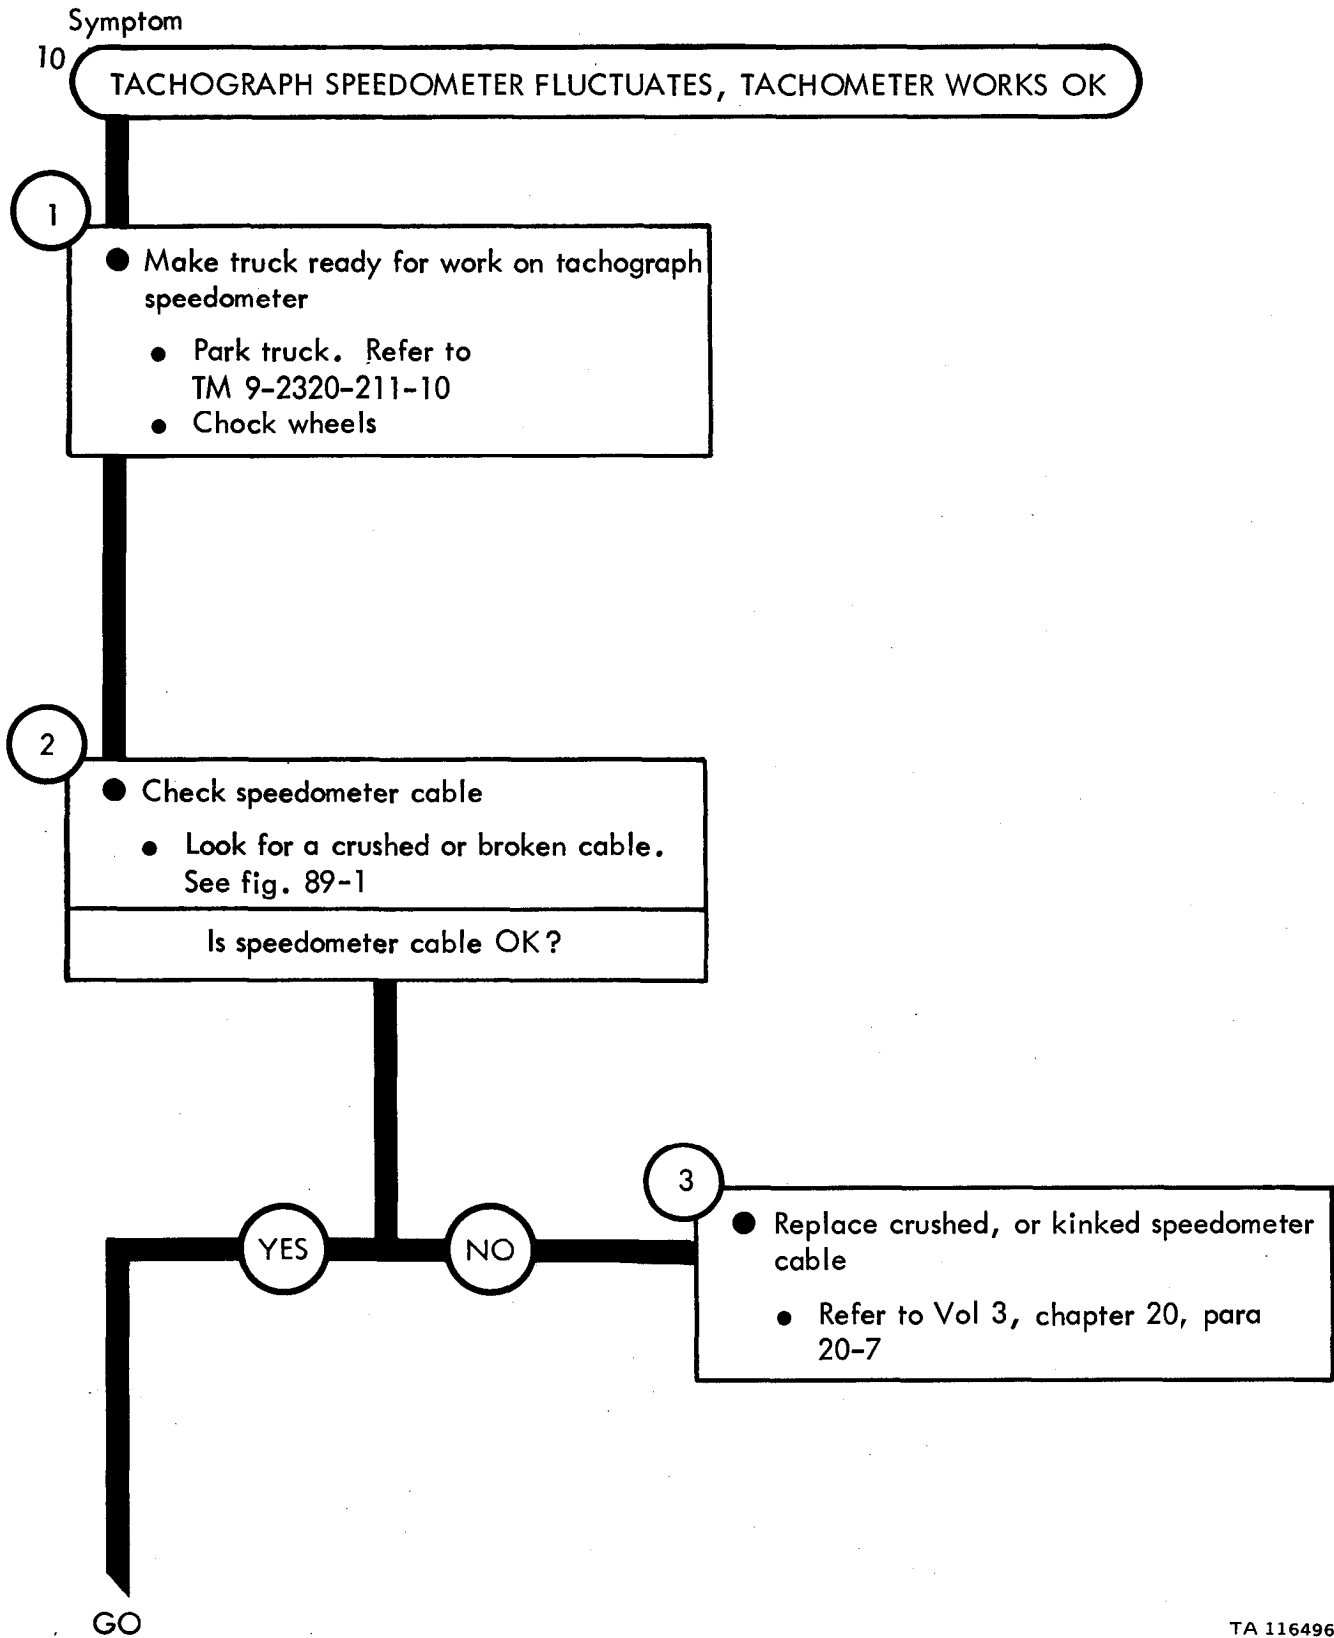 Symptom
10
TACHOGRAPH SPEEDOMETER FLUCTUATES, TACHOMETER WORKS OK
1
● Make truck ready for work on tachograph
speedometer
● Park truck. Refer to
TM 9-2320-211-10
● Chock wheels
2
● Check speedometer cable
● Look for a crushed or broken cable.
See fig. 89-1
Is speedometer cable OK?
YES
NO
3
● Replace crushed, or kinked speedometer
cable
● Refer to Vol 3, chapter 20, para
20-7
GO
TA 116496